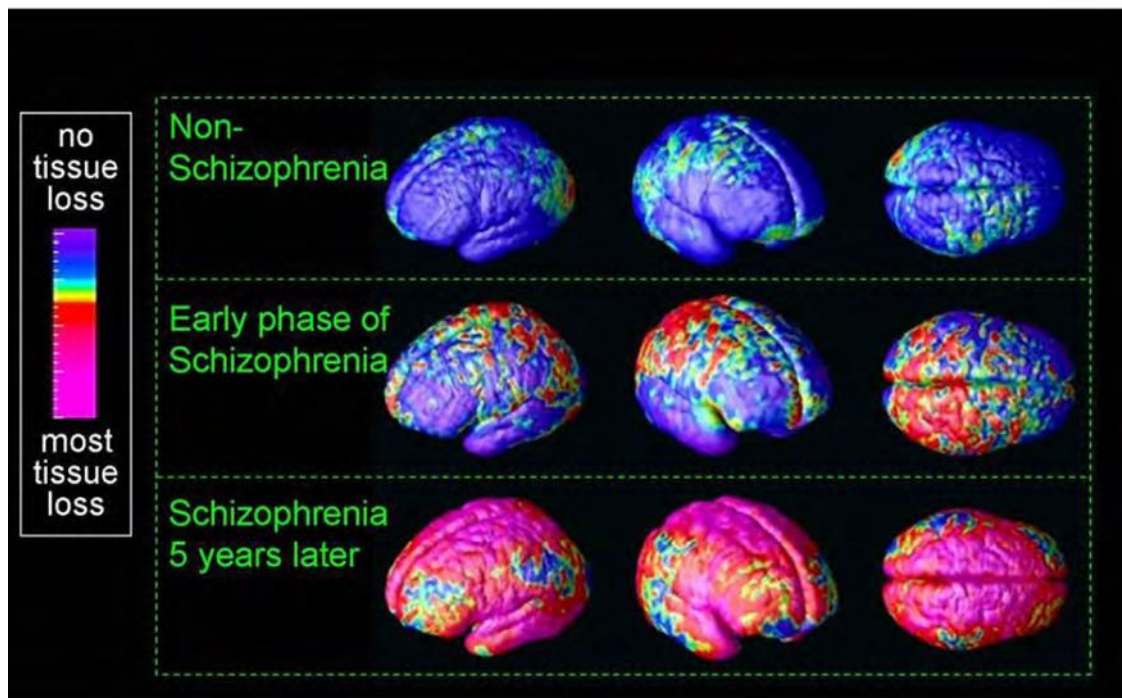 no
tissue
loss
most
tissue
loss
Non-
Schizophrenia
Early phase of
Schizophrenia
Schizophrenia
5 years later